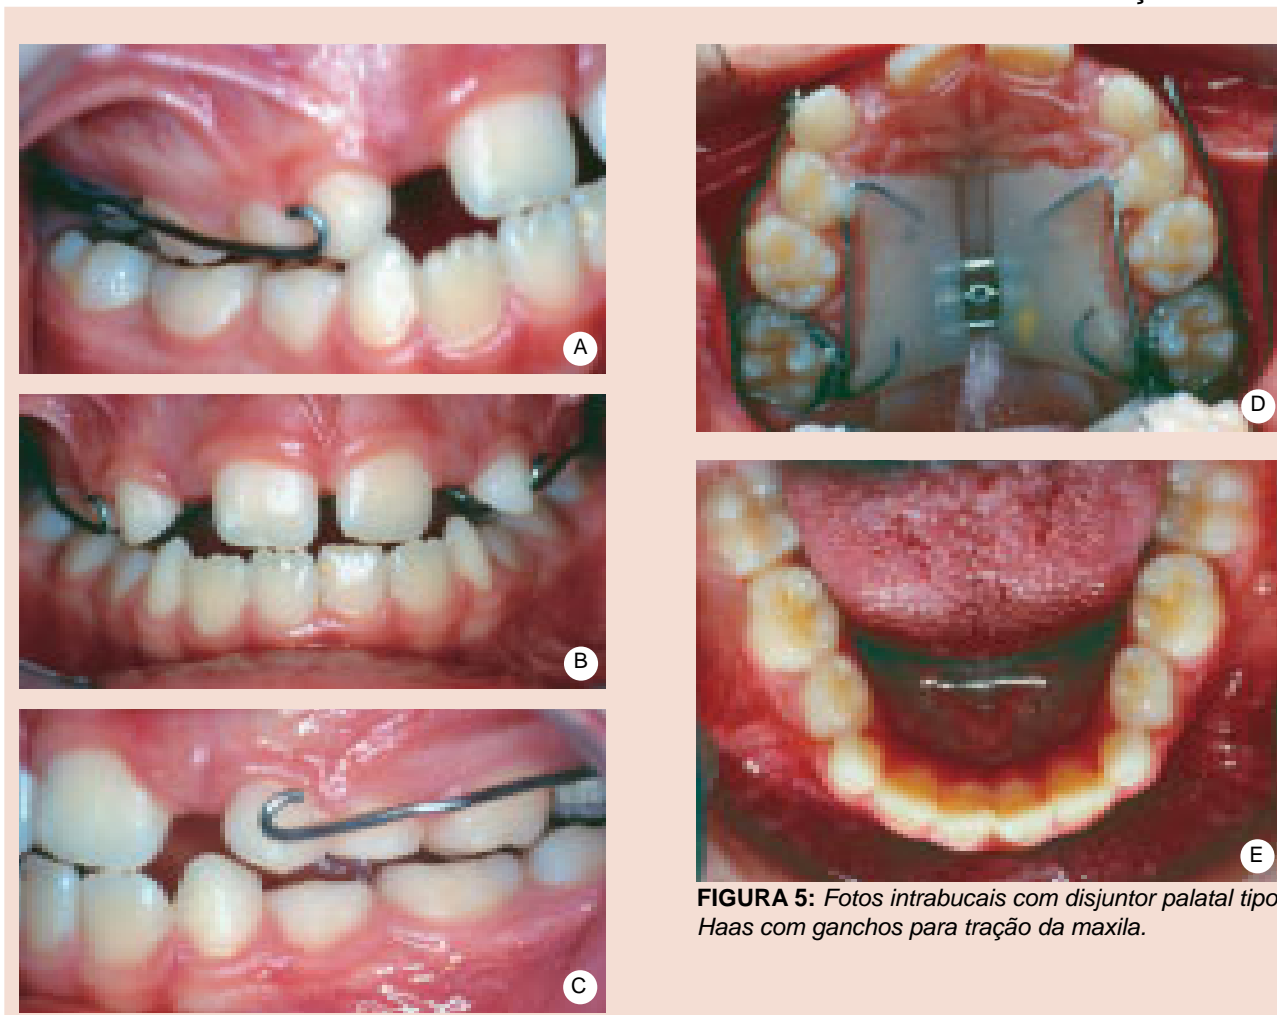 A
B
C
D
E
FIGURA 5: Fotos intrabucais com disjuntor palatal tipo
Haas com ganchos para tração da maxila.